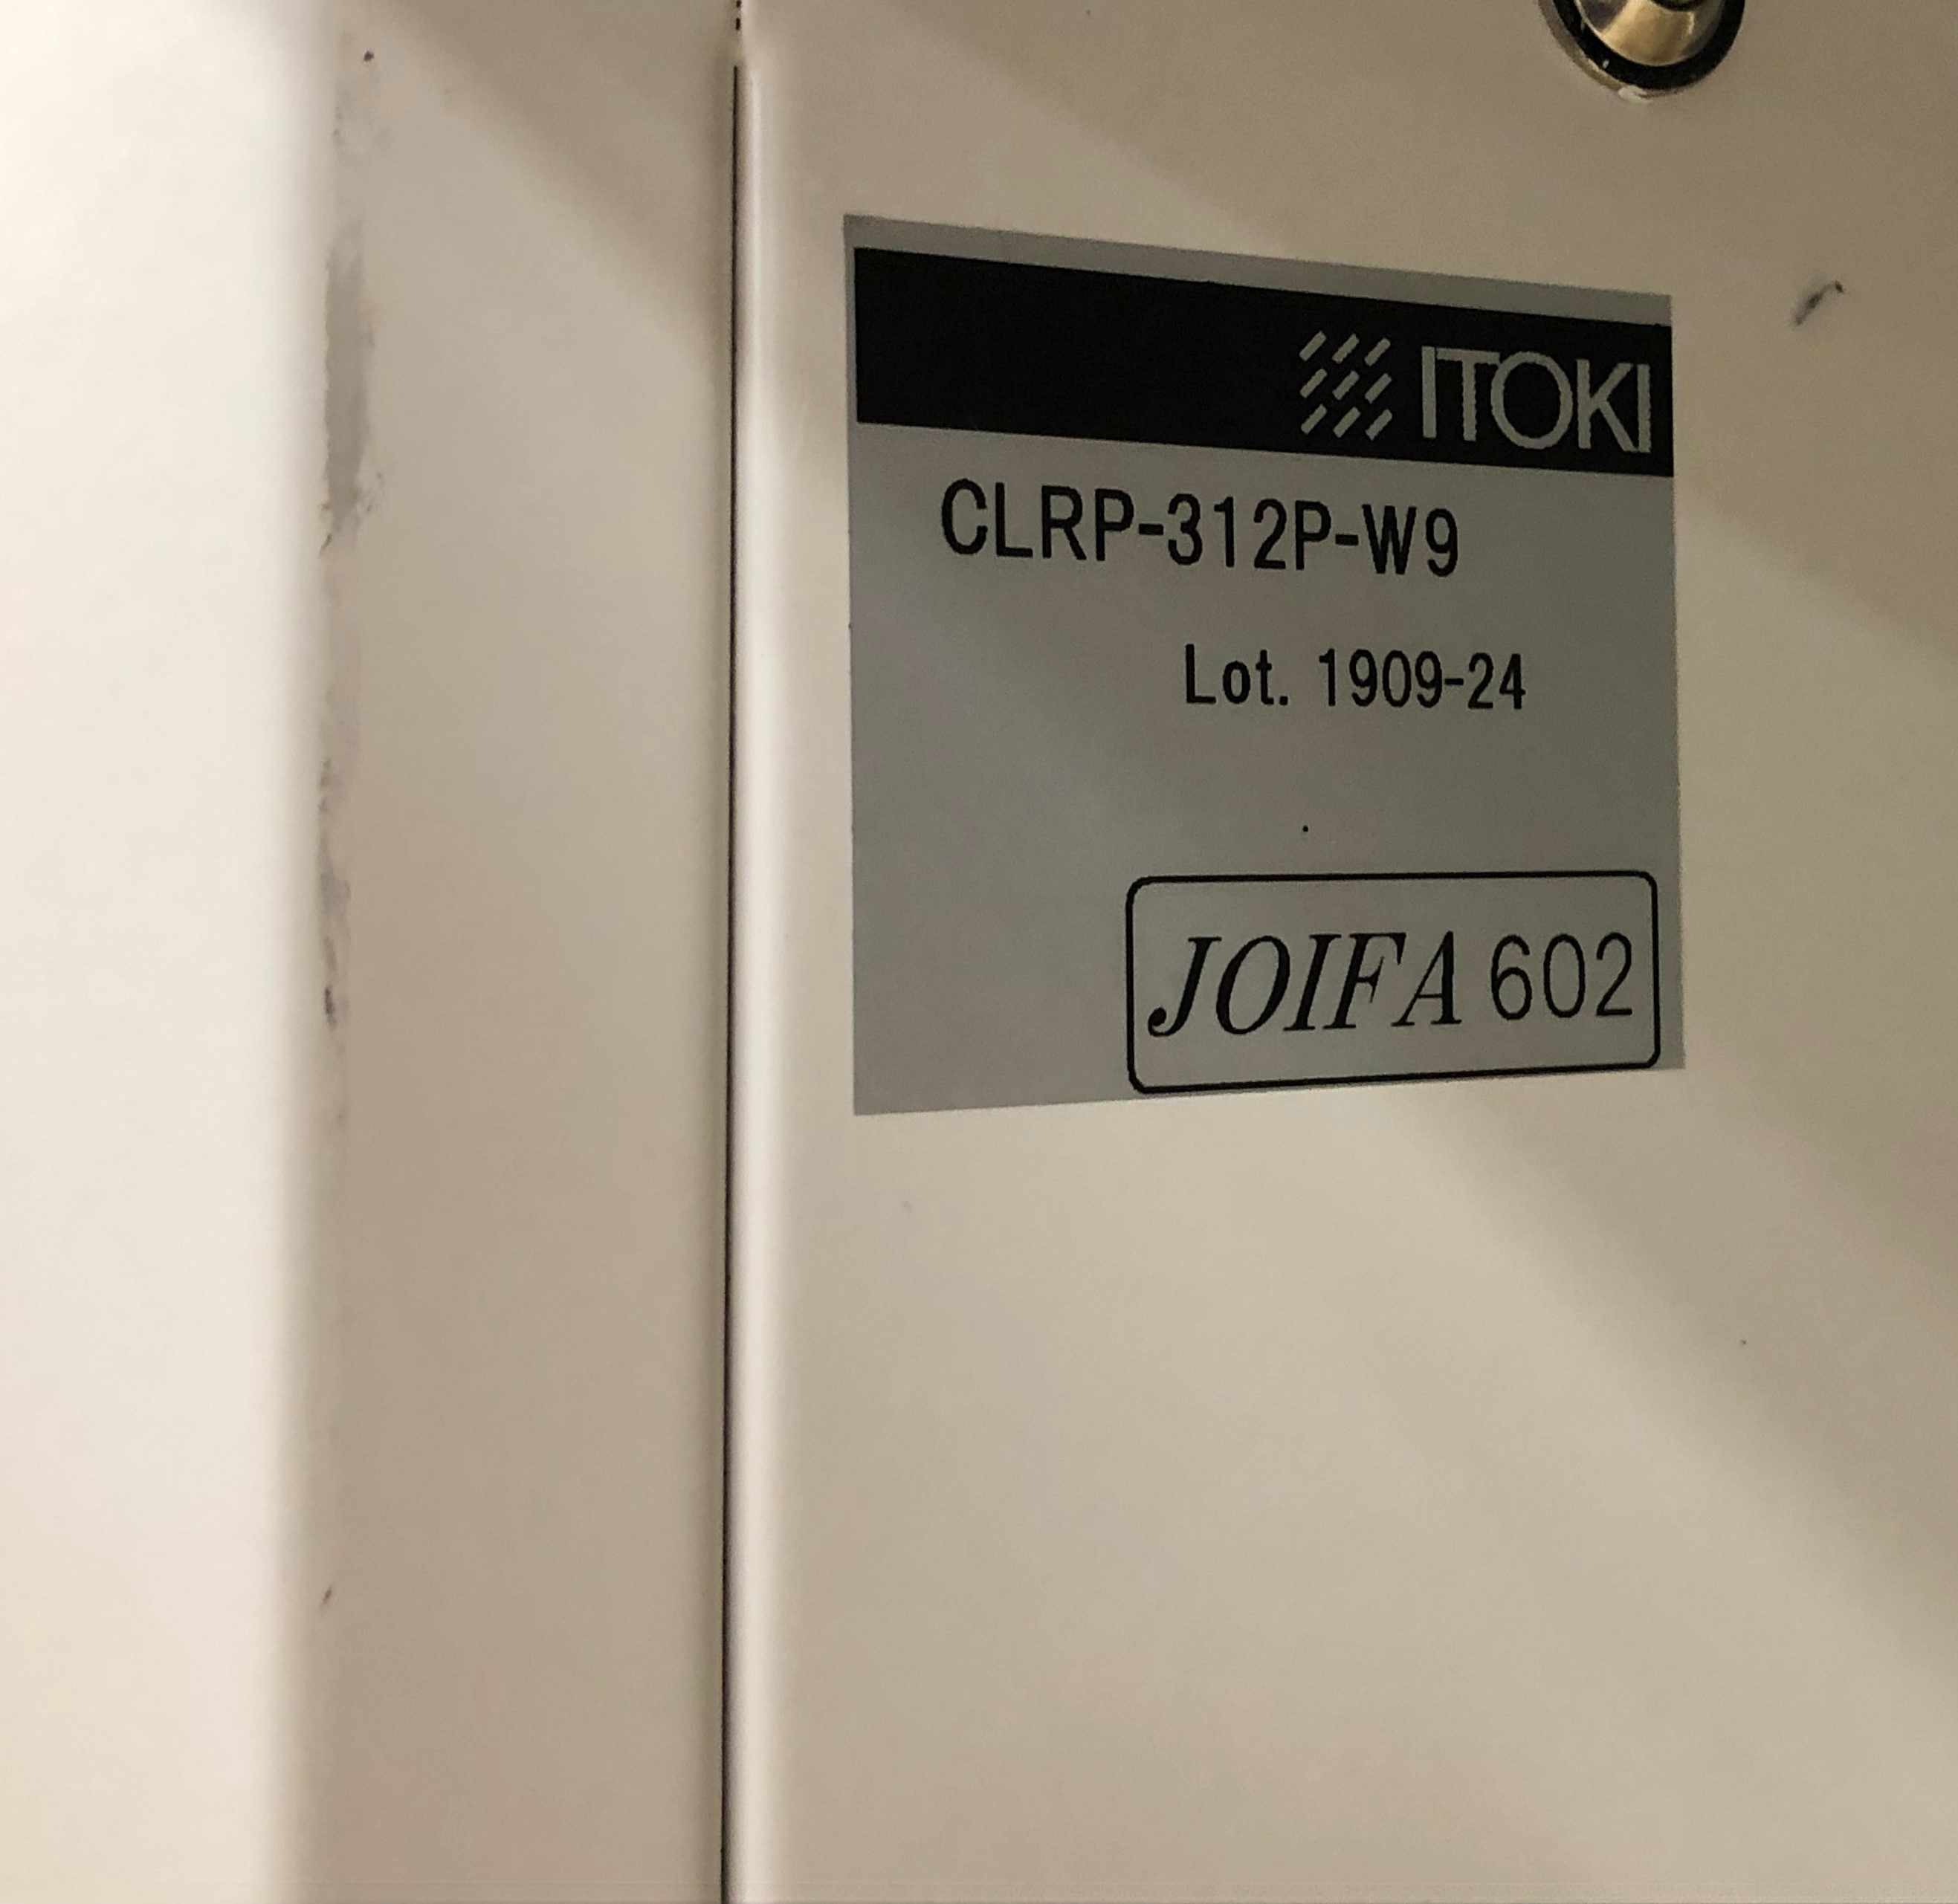 ITOKI
CLRP-312P-W9
Lot. 1909-24
JOIFA 602